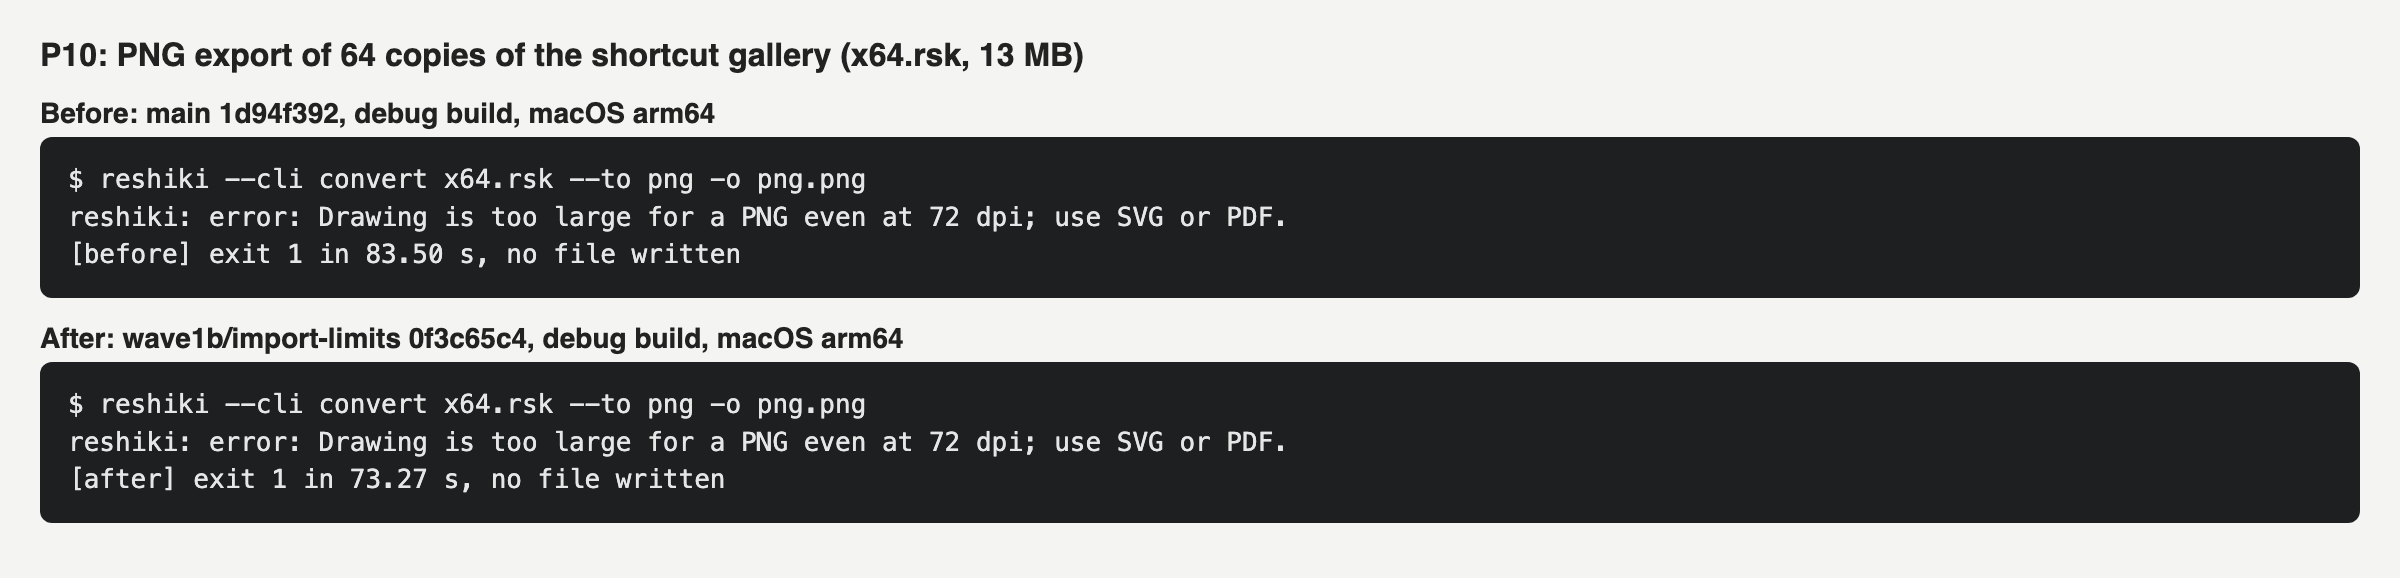 P10: PNG export of 64 copies of the shortcut gallery (x64.rsk, 13 MB)
Before: main 1d94f392, debug build, macOS arm64
$ reshiki --cli convert x64.rsk --to png -o png.png
reshiki: error: Drawing is too large for a PNG even at 72 dpi; use SVG or PDF.
[before] exit 1 in 83.50 s, no file written
After: wave1b/import-limits 0f3c65c4, debug build, macOS arm64
$ reshiki --cli convert x64.rsk --to png -o png.png
reshiki: error: Drawing is too large for a PNG even at 72 dpi; use SVG or PDF.
[after] exit 1 in 73.27 s, no file written